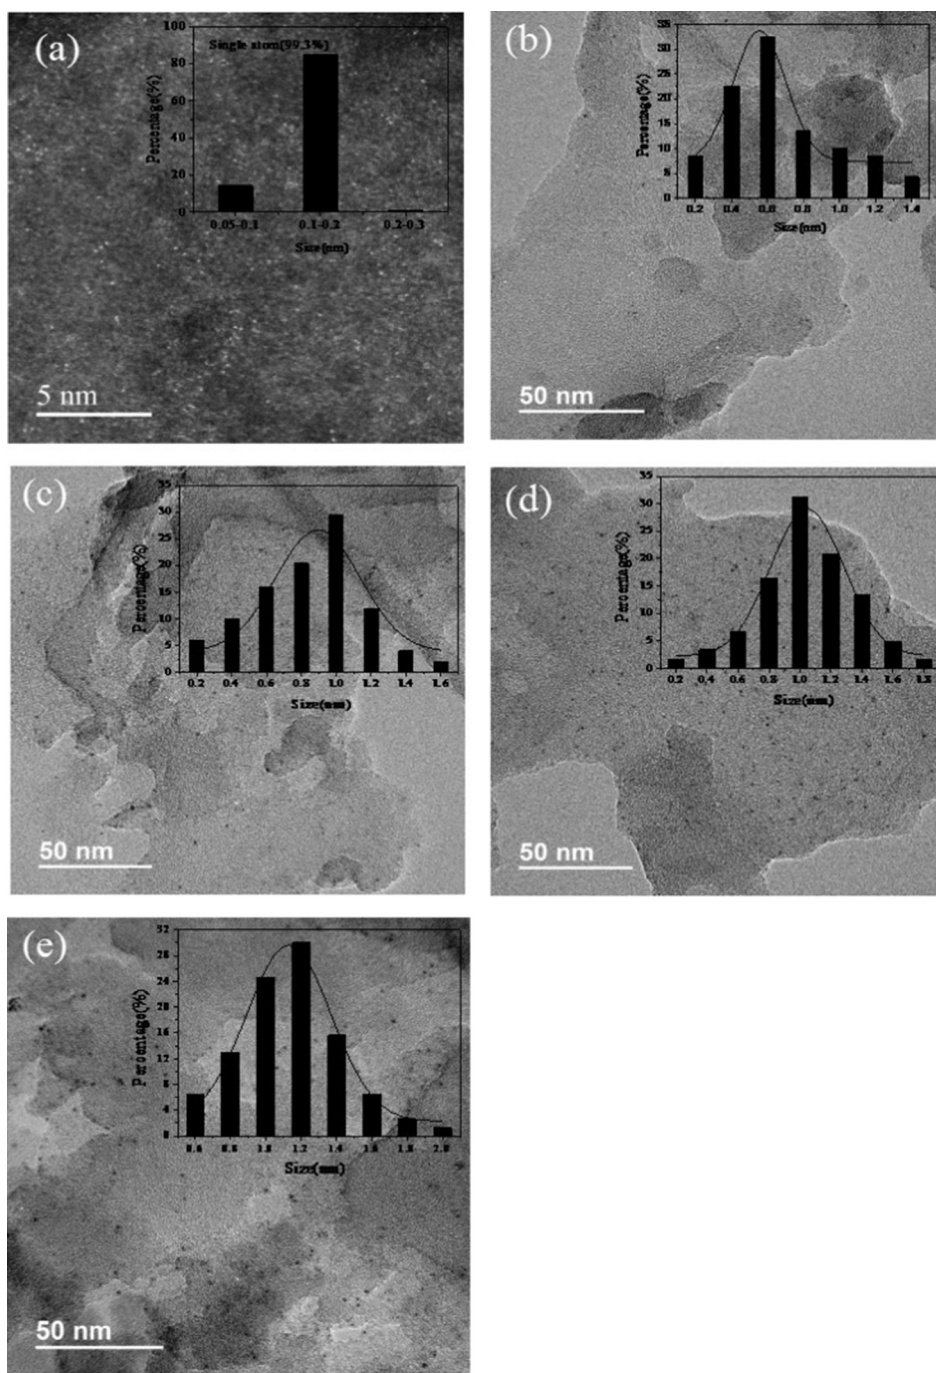 (a)
100
Single atom(99.3%)
80
60
40
20
0
Percentage(%)
0.05-0.1 0.1-0.2 0.2-0.3
Size(nm)
5 nm
(b)
35
30
25
20
15
10
5
0
Percentage(%)
0.2 0.4 0.6 0.8 1.0 1.2 1.4
Size(nm)
50 nm
(c)
35
30
25
20
15
10
5
0
Percentage(%)
0.2 0.4 0.6 0.8 1.0 1.2 1.4 1.6
Size(nm)
50 nm
(d)
35
30
25
20
15
10
5
0
Percentage(%)
0.2 0.4 0.6 0.8 1.0 1.2 1.4 1.6 1.8
Size(nm)
50 nm
(e)
32
28
24
20
16
12
8
4
0
Percentage(%)
0.6 0.8 1.0 1.2 1.4 1.6 1.8 2.0
Size(nm)
50 nm